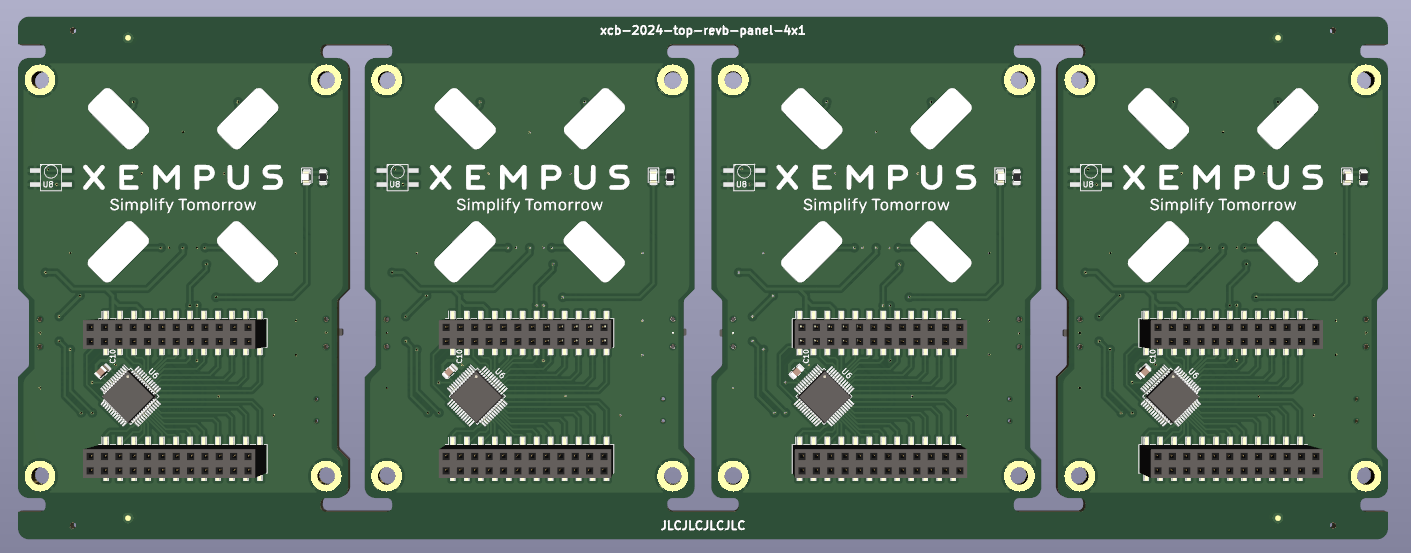 xcb-2024-top-revb-panel-4x1
U8 XEMPUS U8 XEMPUS U8 XEMPUS U8 XEMPUS
Simplify Tomorrow Simplify Tomorrow Simplify Tomorrow Simplify Tomorrow
C10 U6 C10 U6 C10 U6 C10 U6
JLCJLCJLCJLC